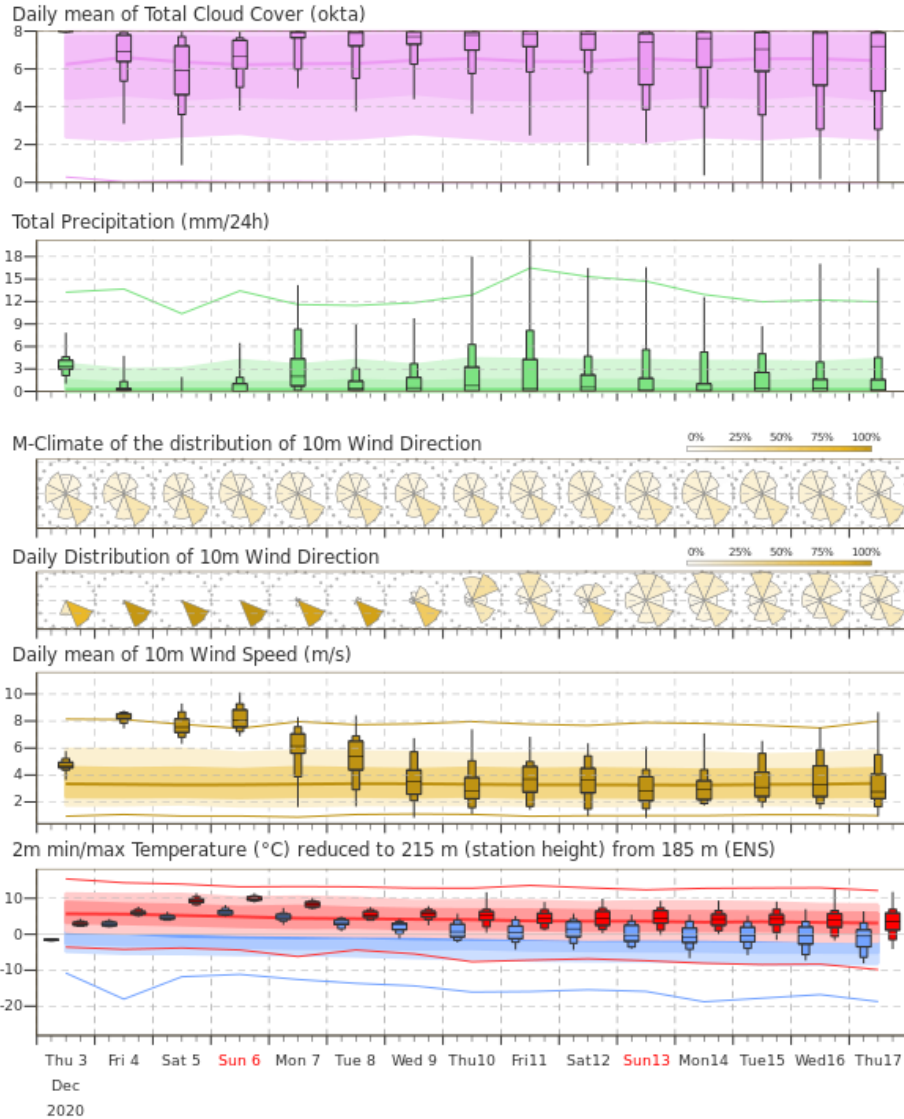 Daily mean of Total Cloud Cover (okta)
8
6
4
2
0
Total Precipitation (mm/24h)
18
15
12
9
6
3
0
M-Climate of the distribution of 10m Wind Direction
0% 25% 50% 75% 100%
Daily Distribution of 10m Wind Direction
0% 25% 50% 75% 100%
Daily mean of 10m Wind Speed (m/s)
10
8
6
4
2
2m min/max Temperature (°C) reduced to 215 m (station height) from 185 m (ENS)
10
0
-10
-20
Thu 3 Fri 4 Sat 5 Sun 6 Mon 7 Tue 8 Wed 9 Thu10 Fri11 Sat12 Sun13 Mon14 Tue15 Wed16 Thu17
Dec
2020